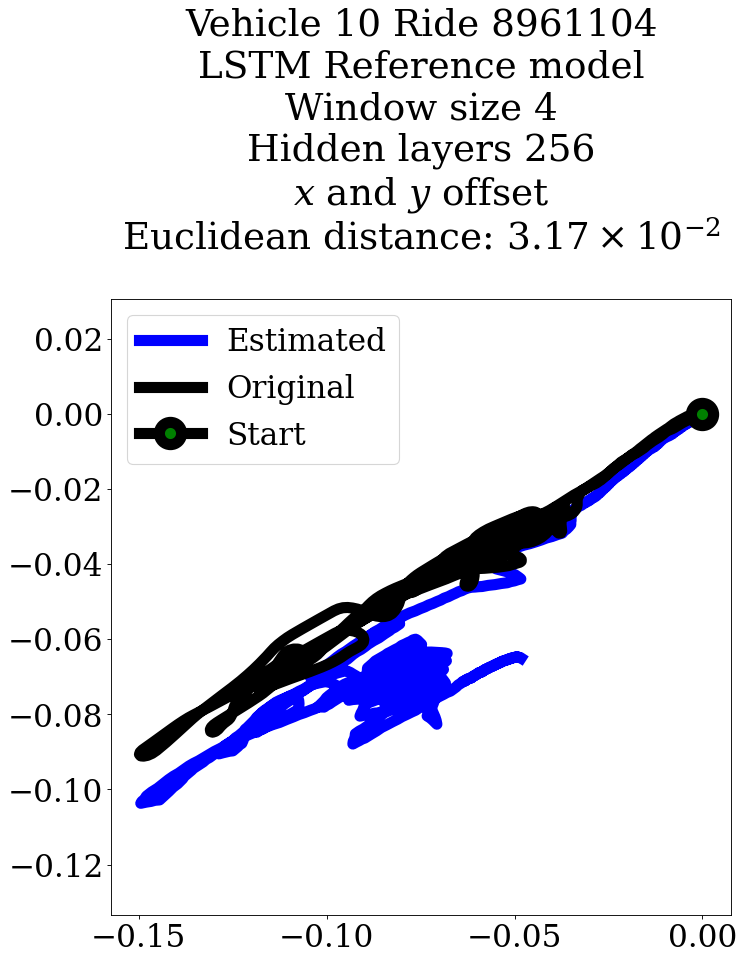 Vehicle 10 Ride 8961104
LSTM Reference model
Window size 4
Hidden layers 256
x and y offset
Euclidean distance: 3.17 × 10⁻²
Estimated
Original
Start
0.02
0.00
−0.02
−0.04
−0.06
−0.08
−0.10
−0.12
−0.15 −0.10 −0.05 0.00